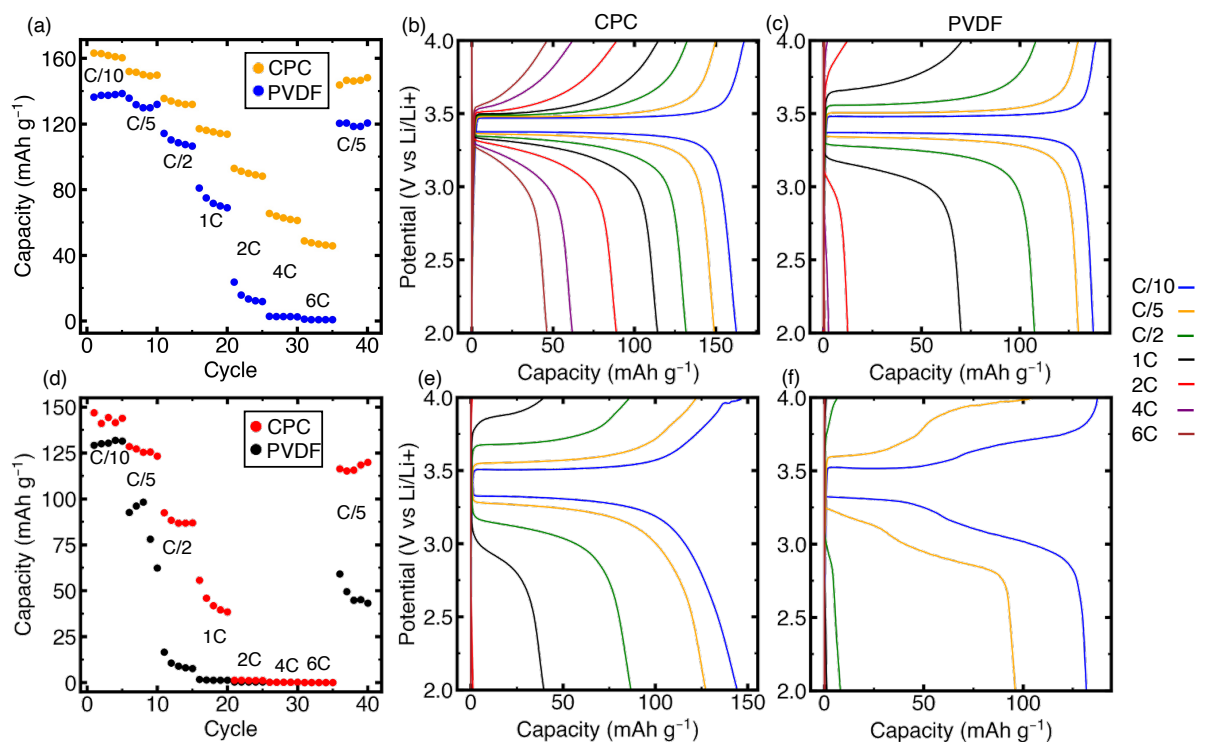 (a)
Capacity (mAh g⁻¹)
160
120
80
40
0
C/10
C/5
C/2
1C
2C
4C
6C
C/5
CPC
PVDF
0 10 20 30 40
Cycle
(b) CPC
Potential (V vs Li/Li+)
4.0
3.5
3.0
2.5
2.0
0 50 100 150
Capacity (mAh g⁻¹)
(c) PVDF
4.0
3.5
3.0
2.5
2.0
0 50 100
Capacity (mAh g⁻¹)
C/10
C/5
C/2
1C
2C
4C
6C
(d)
Capacity (mAh g⁻¹)
150
125
100
75
50
25
0
C/10
C/5
C/2
1C
2C
4C
6C
C/5
CPC
PVDF
0 10 20 30 40
Cycle
(e)
Potential (V vs Li/Li+)
4.0
3.5
3.0
2.5
2.0
0 50 100 150
Capacity (mAh g⁻¹)
(f)
4.0
3.5
3.0
2.5
2.0
0 50 100
Capacity (mAh g⁻¹)